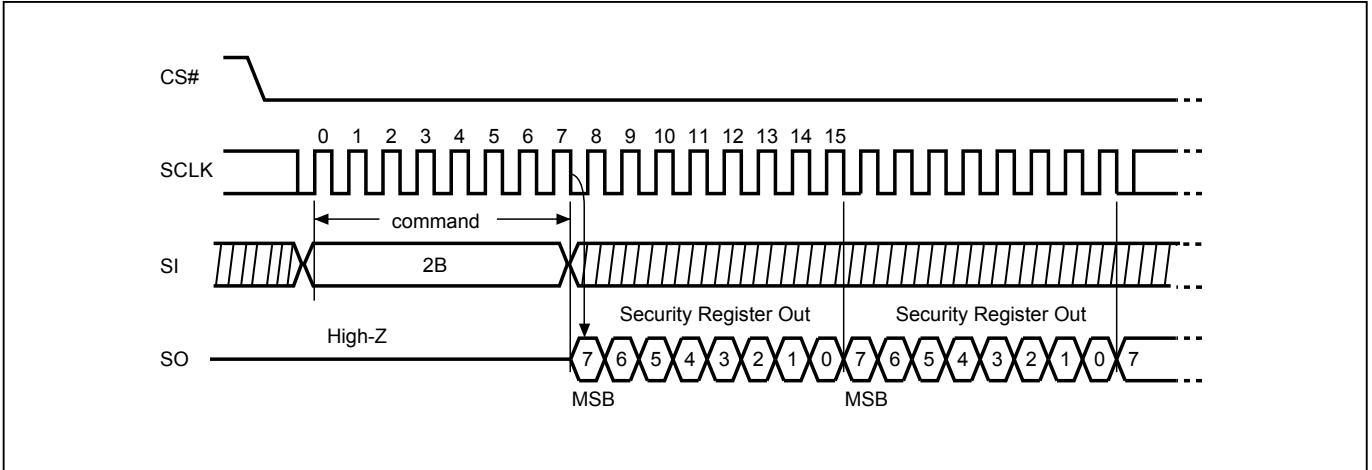 CS#
0 1 2 3 4 5 6 7 8 9 10 11 12 13 14 15
SCLK
command
SI
2B
Security Register Out Security Register Out
High-Z
SO
7 6 5 4 3 2 1 0 7 6 5 4 3 2 1 0 7
MSB MSB